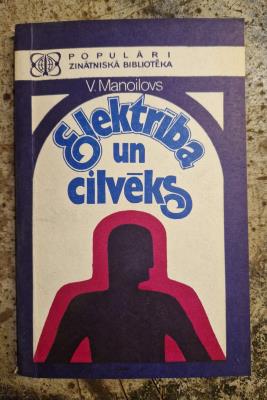 POPULĀRI
ZINĀTNISKĀ BIBLIOTĒKA
V. Manoilovs
Elektrība
un
cilvēks